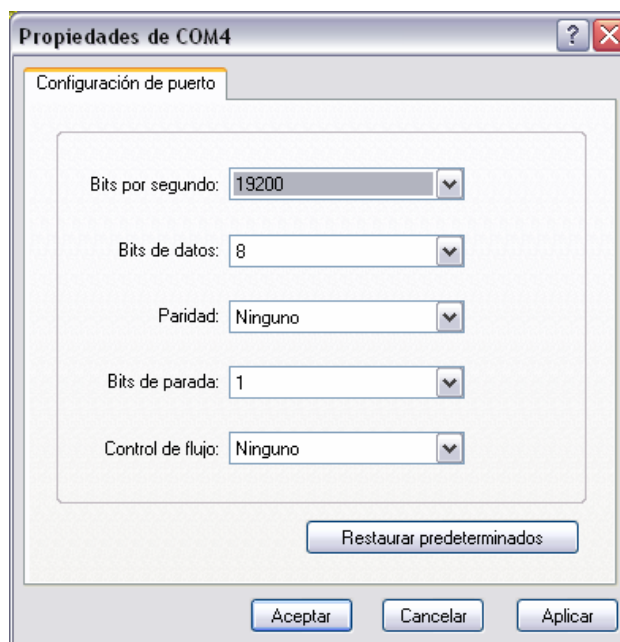 Propiedades de COM4
Configuración de puerto
Bits por segundo: 19200
Bits de datos: 8
Paridad: Ninguno
Bits de parada: 1
Control de flujo: Ninguno
Restaurar predeterminados
Aceptar Cancelar Aplicar